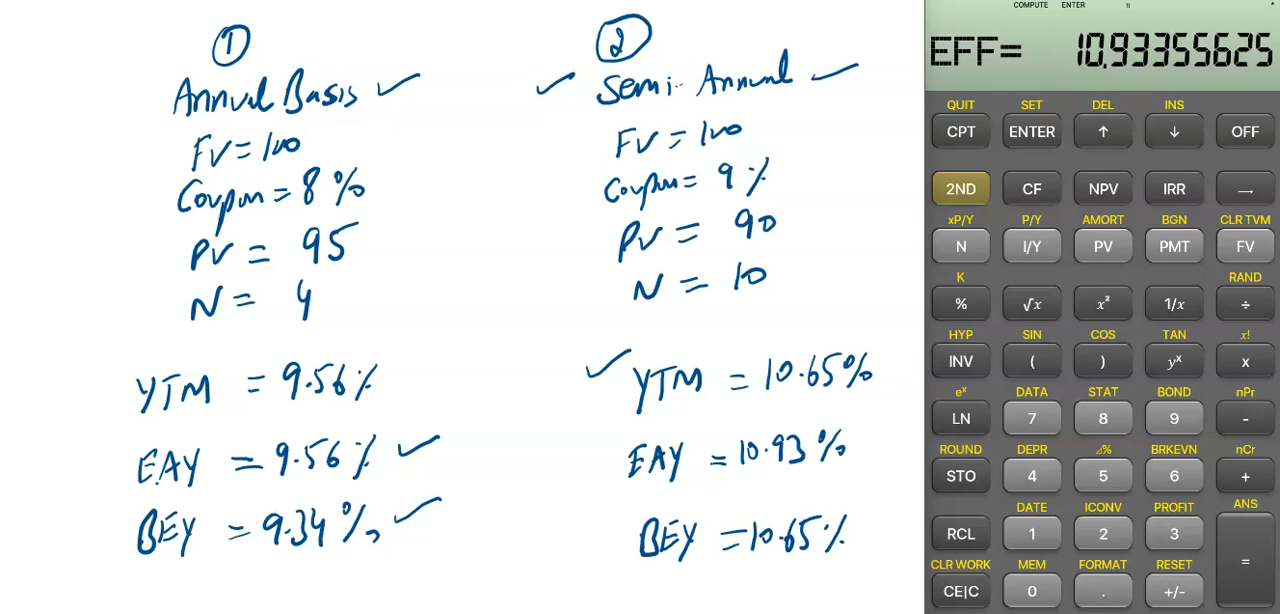 ①
Annual Basis ✓
FV = 100
Coupon = 8 %
PV = 95
N = 4
YTM = 9.56%
EAY = 9.56% ✓
BEY = 9.34%, ✓
②
✓ Semi-Annual ✓
FV = 100
Coupon = 9 %
PV = 90
N = 10
✓ YTM = 10.65%
EAY = 10.93%
BEY = 10.65%
COMPUTE ENTER ↑↓
EFF= 10.93355625
QUIT SET DEL INS
CPT ENTER ↑ ↓ OFF
2ND CF NPV IRR →
xP/Y P/Y AMORT BGN CLR TVM
N I/Y PV PMT FV
K RAND
% √x x² 1/x ÷
HYP SIN COS TAN x!
INV ( ) yˣ x
eˣ DATA STAT BOND nPr
LN 7 8 9 -
ROUND DEPR ⊿% BRKEVN nCr
STO 4 5 6 +
DATE ICONV PROFIT ANS
RCL 1 2 3
CLR WORK MEM FORMAT RESET =
CE|C 0 . +/-